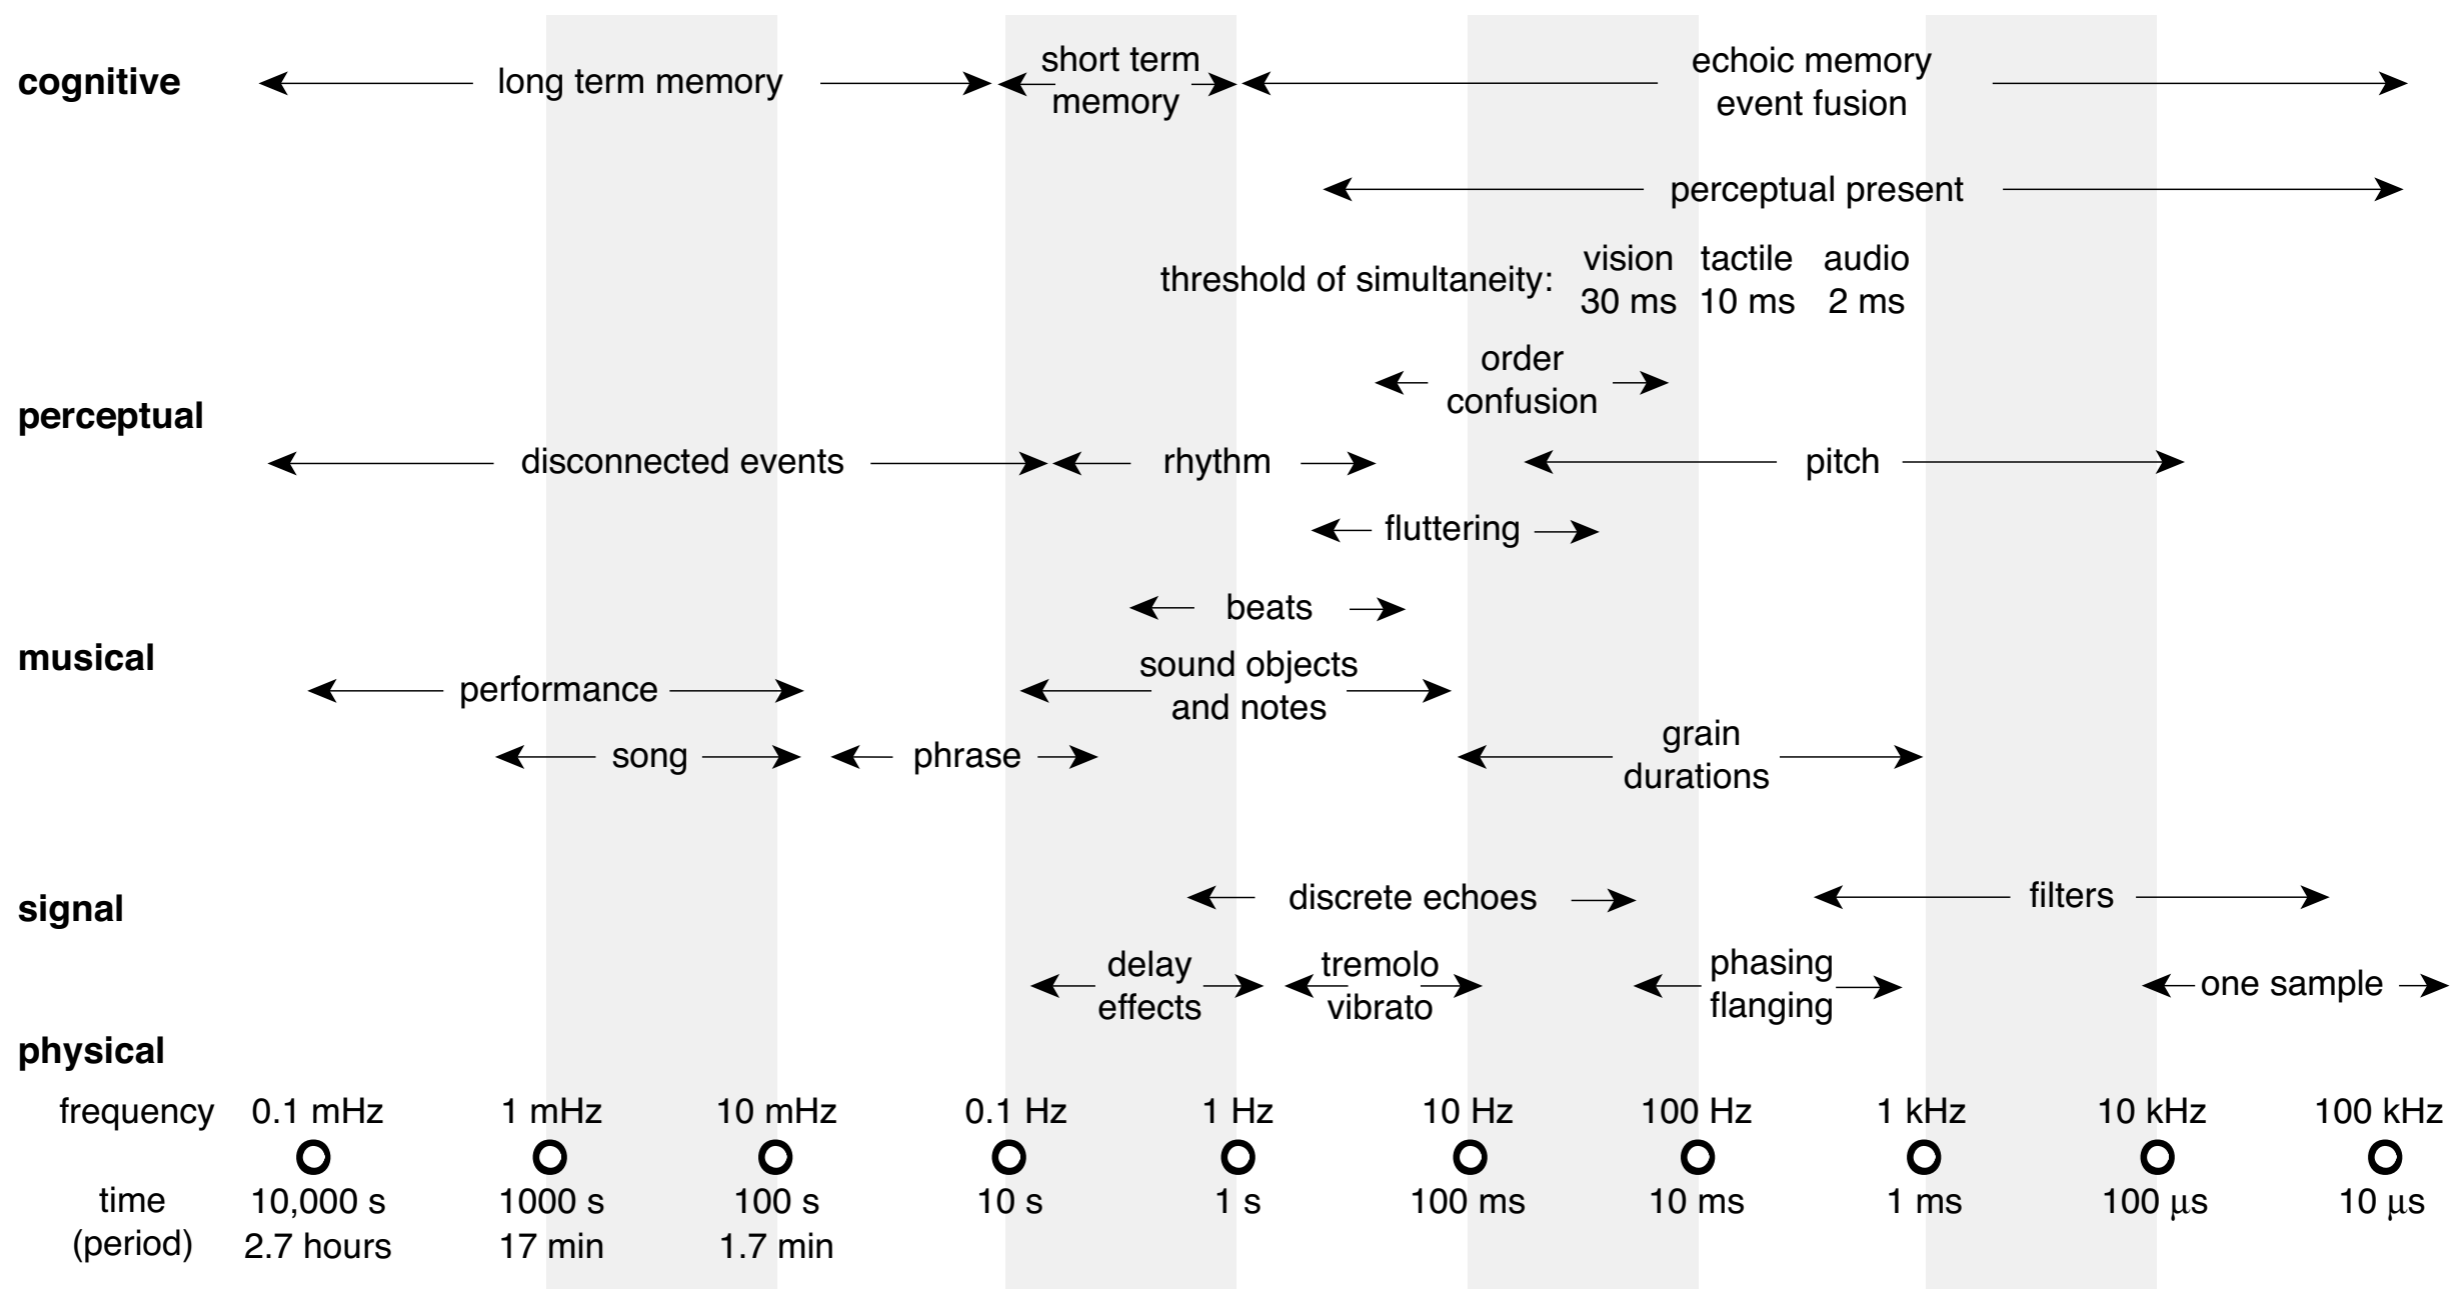 cognitive
long term memory
short term
memory
echoic memory
event fusion
perceptual present
threshold of simultaneity:
vision tactile audio
30 ms 10 ms 2 ms
order
confusion
perceptual
disconnected events
rhythm
pitch
fluttering
beats
musical
sound objects
and notes
performance
song
phrase
grain
durations
signal
discrete echoes
filters
delay
effects
tremolo
vibrato
phasing
flanging
one sample
physical
frequency 0.1 mHz 1 mHz 10 mHz 0.1 Hz 1 Hz 10 Hz 100 Hz 1 kHz 10 kHz 100 kHz
time 10,000 s 1000 s 100 s 10 s 1 s 100 ms 10 ms 1 ms 100 µs 10 µs
(period) 2.7 hours 17 min 1.7 min